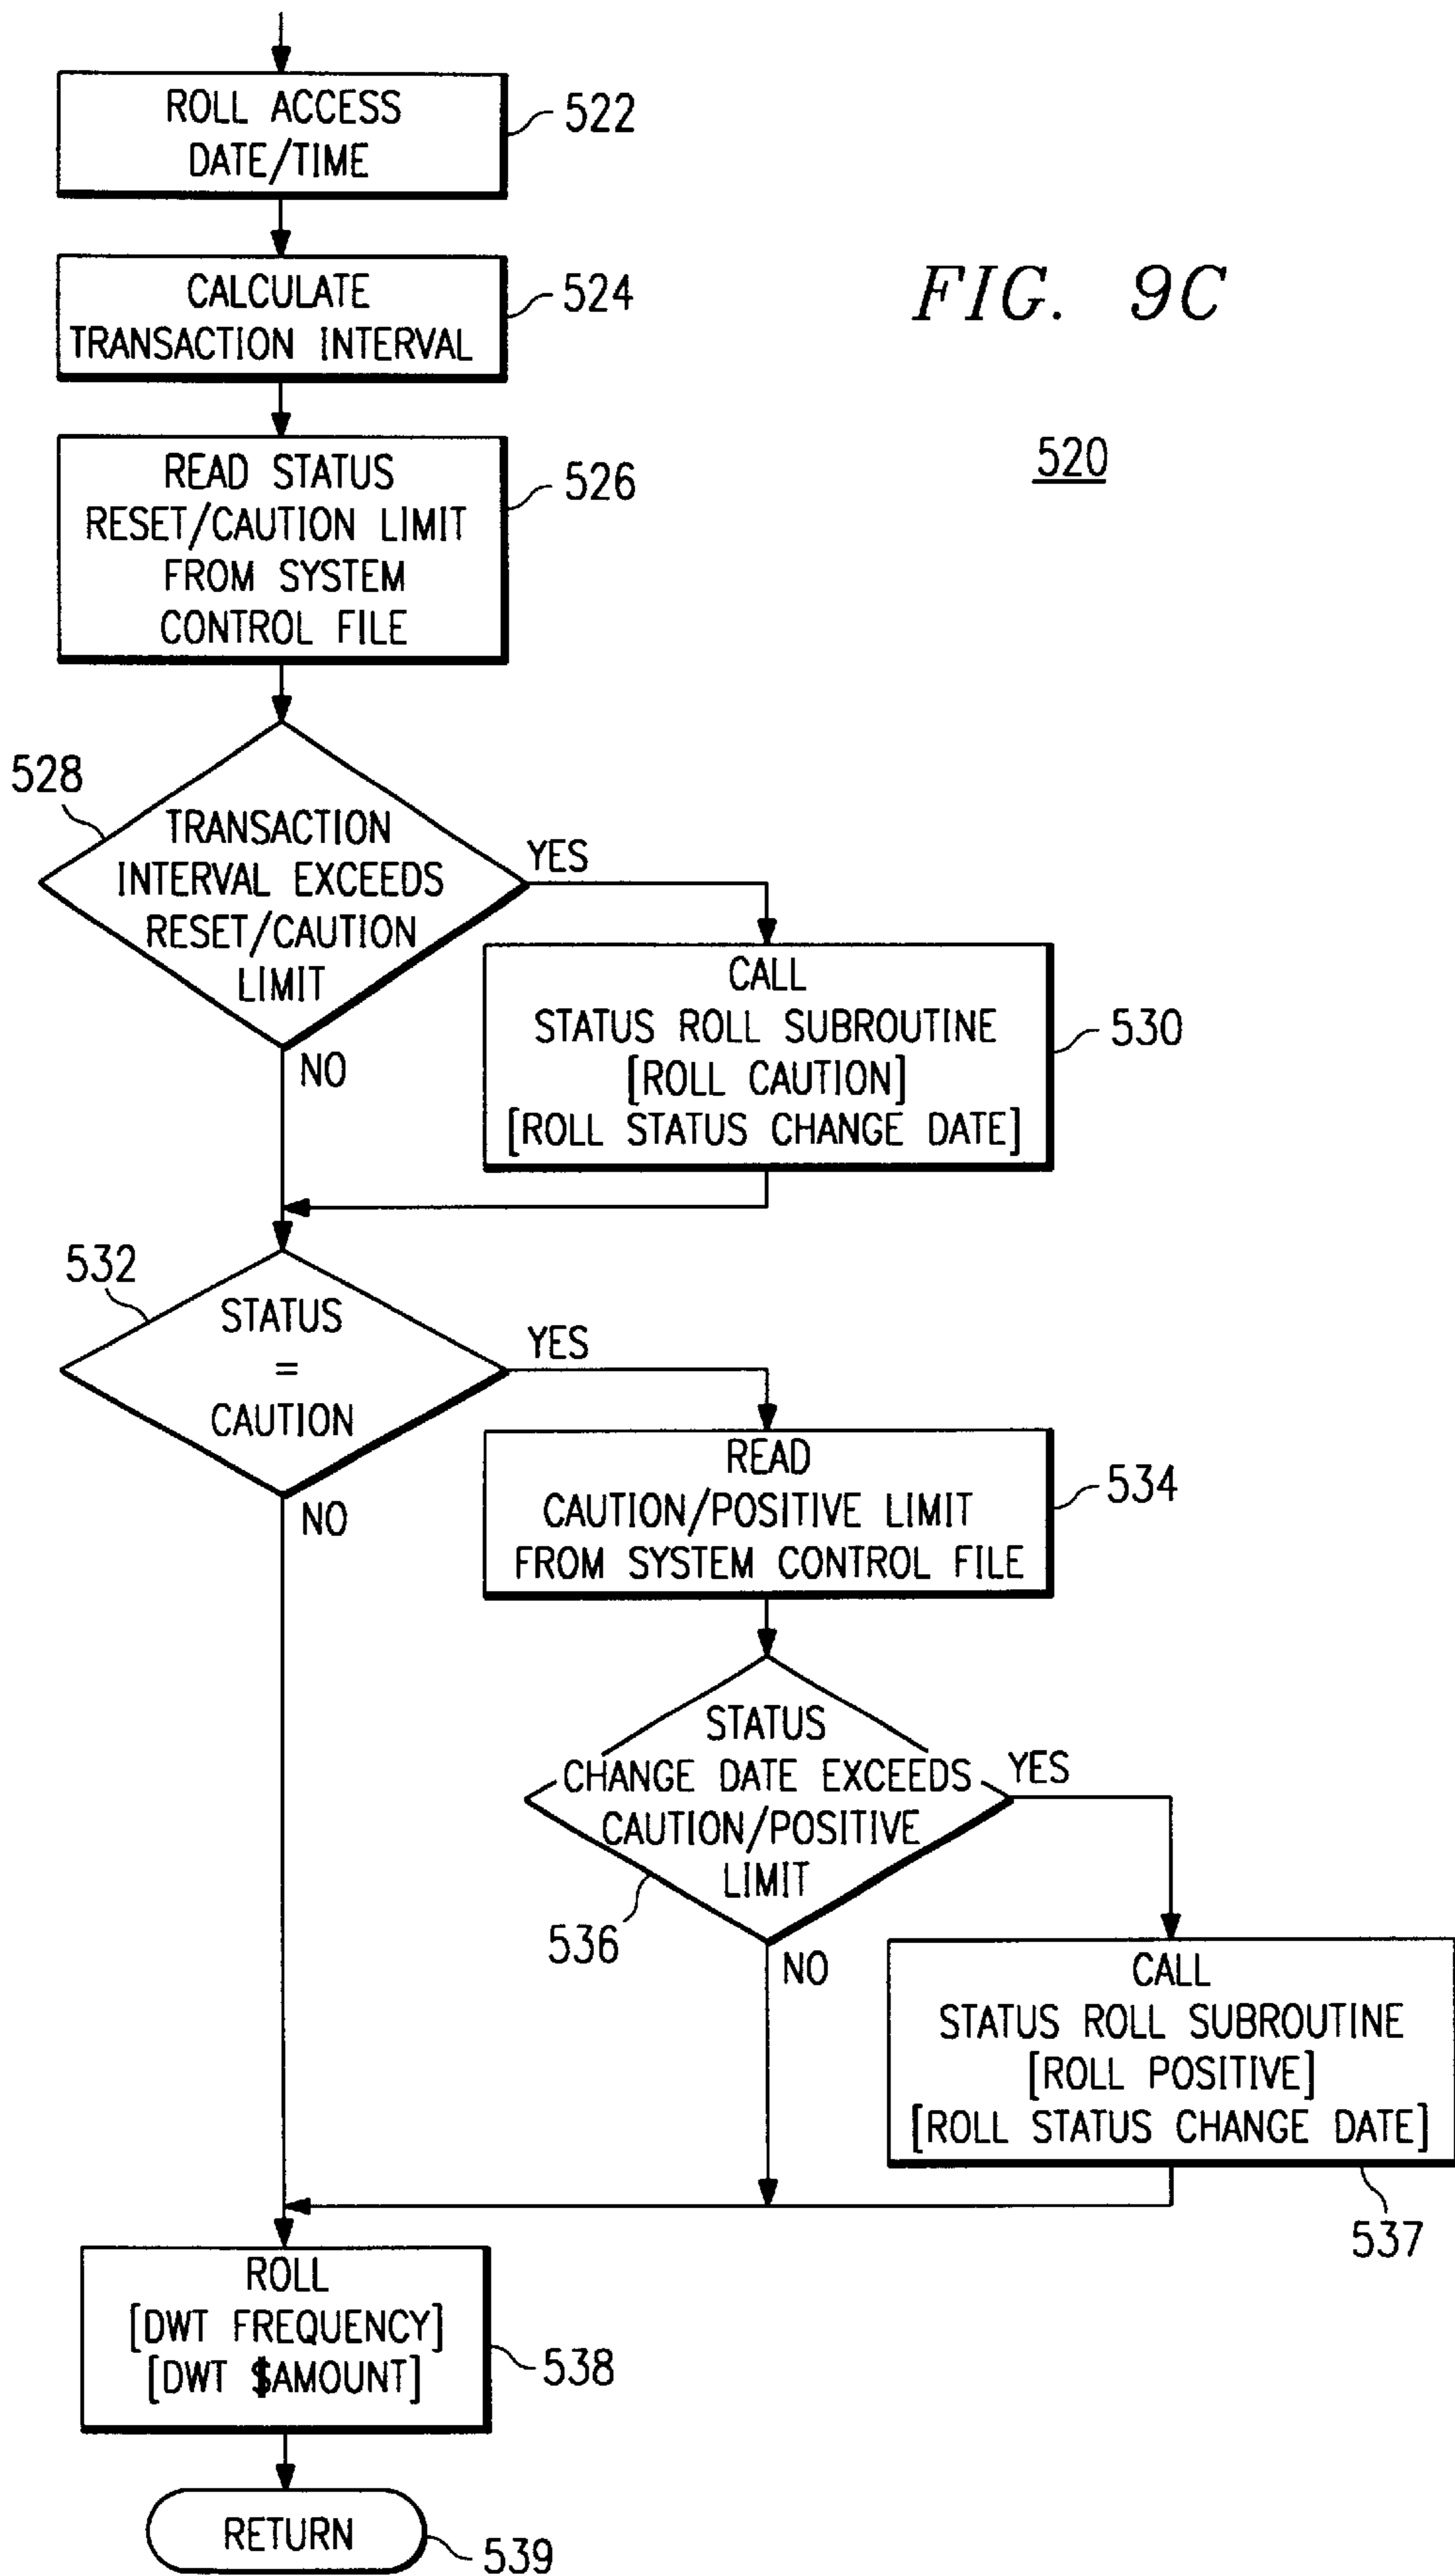 ROLL ACCESS
DATE/TIME
522
CALCULATE
TRANSACTION INTERVAL
524
FIG. 9C
520
READ STATUS
RESET/CAUTION LIMIT
FROM SYSTEM
CONTROL FILE
526
528
TRANSACTION
INTERVAL EXCEEDS
RESET/CAUTION
LIMIT
YES
NO
CALL
STATUS ROLL SUBROUTINE
[ROLL CAUTION]
[ROLL STATUS CHANGE DATE]
530
532
STATUS
=
CAUTION
YES
NO
READ
CAUTION/POSITIVE LIMIT
FROM SYSTEM CONTROL FILE
534
STATUS
CHANGE DATE EXCEEDS
CAUTION/POSITIVE
LIMIT
YES
536
NO
CALL
STATUS ROLL SUBROUTINE
[ROLL POSITIVE]
[ROLL STATUS CHANGE DATE]
537
ROLL
[DWT FREQUENCY]
[DWT $AMOUNT]
538
RETURN
539